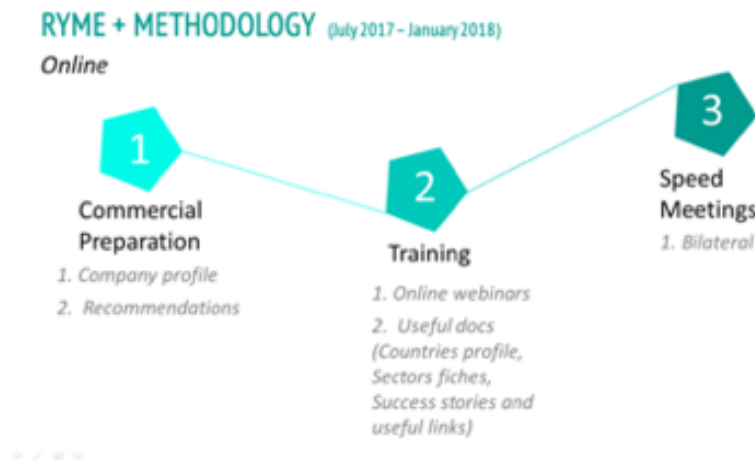 RYME + METHODOLOGY (July 2017 – January 2018)
Online
1
Commercial
Preparation
1. Company profile
2. Recommendations
2
Training
1. Online webinars
2. Useful docs
(Countries profile,
Sectors fiches,
Success stories and
useful links)
3
Speed
Meetings
1. Bilateral